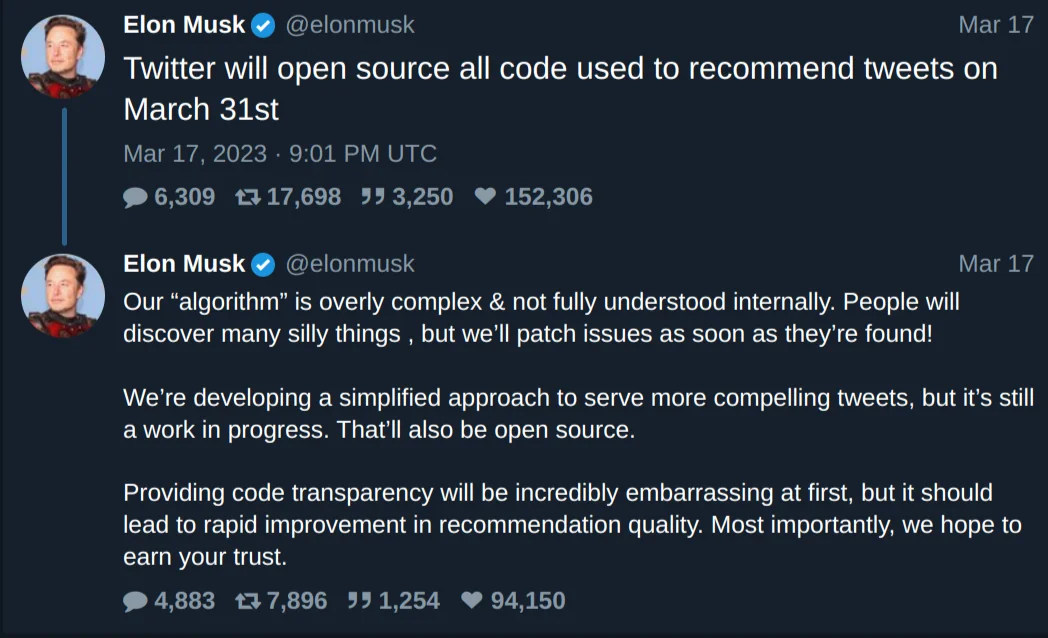 Elon Musk @elonmusk Mar 17
Twitter will open source all code used to recommend tweets on
March 31st
Mar 17, 2023 · 9:01 PM UTC
6,309 17,698 3,250 152,306
Elon Musk @elonmusk Mar 17
Our “algorithm” is overly complex & not fully understood internally. People will
discover many silly things , but we’ll patch issues as soon as they’re found!
We’re developing a simplified approach to serve more compelling tweets, but it’s still
a work in progress. That’ll also be open source.
Providing code transparency will be incredibly embarrassing at first, but it should
lead to rapid improvement in recommendation quality. Most importantly, we hope to
earn your trust.
4,883 7,896 1,254 94,150